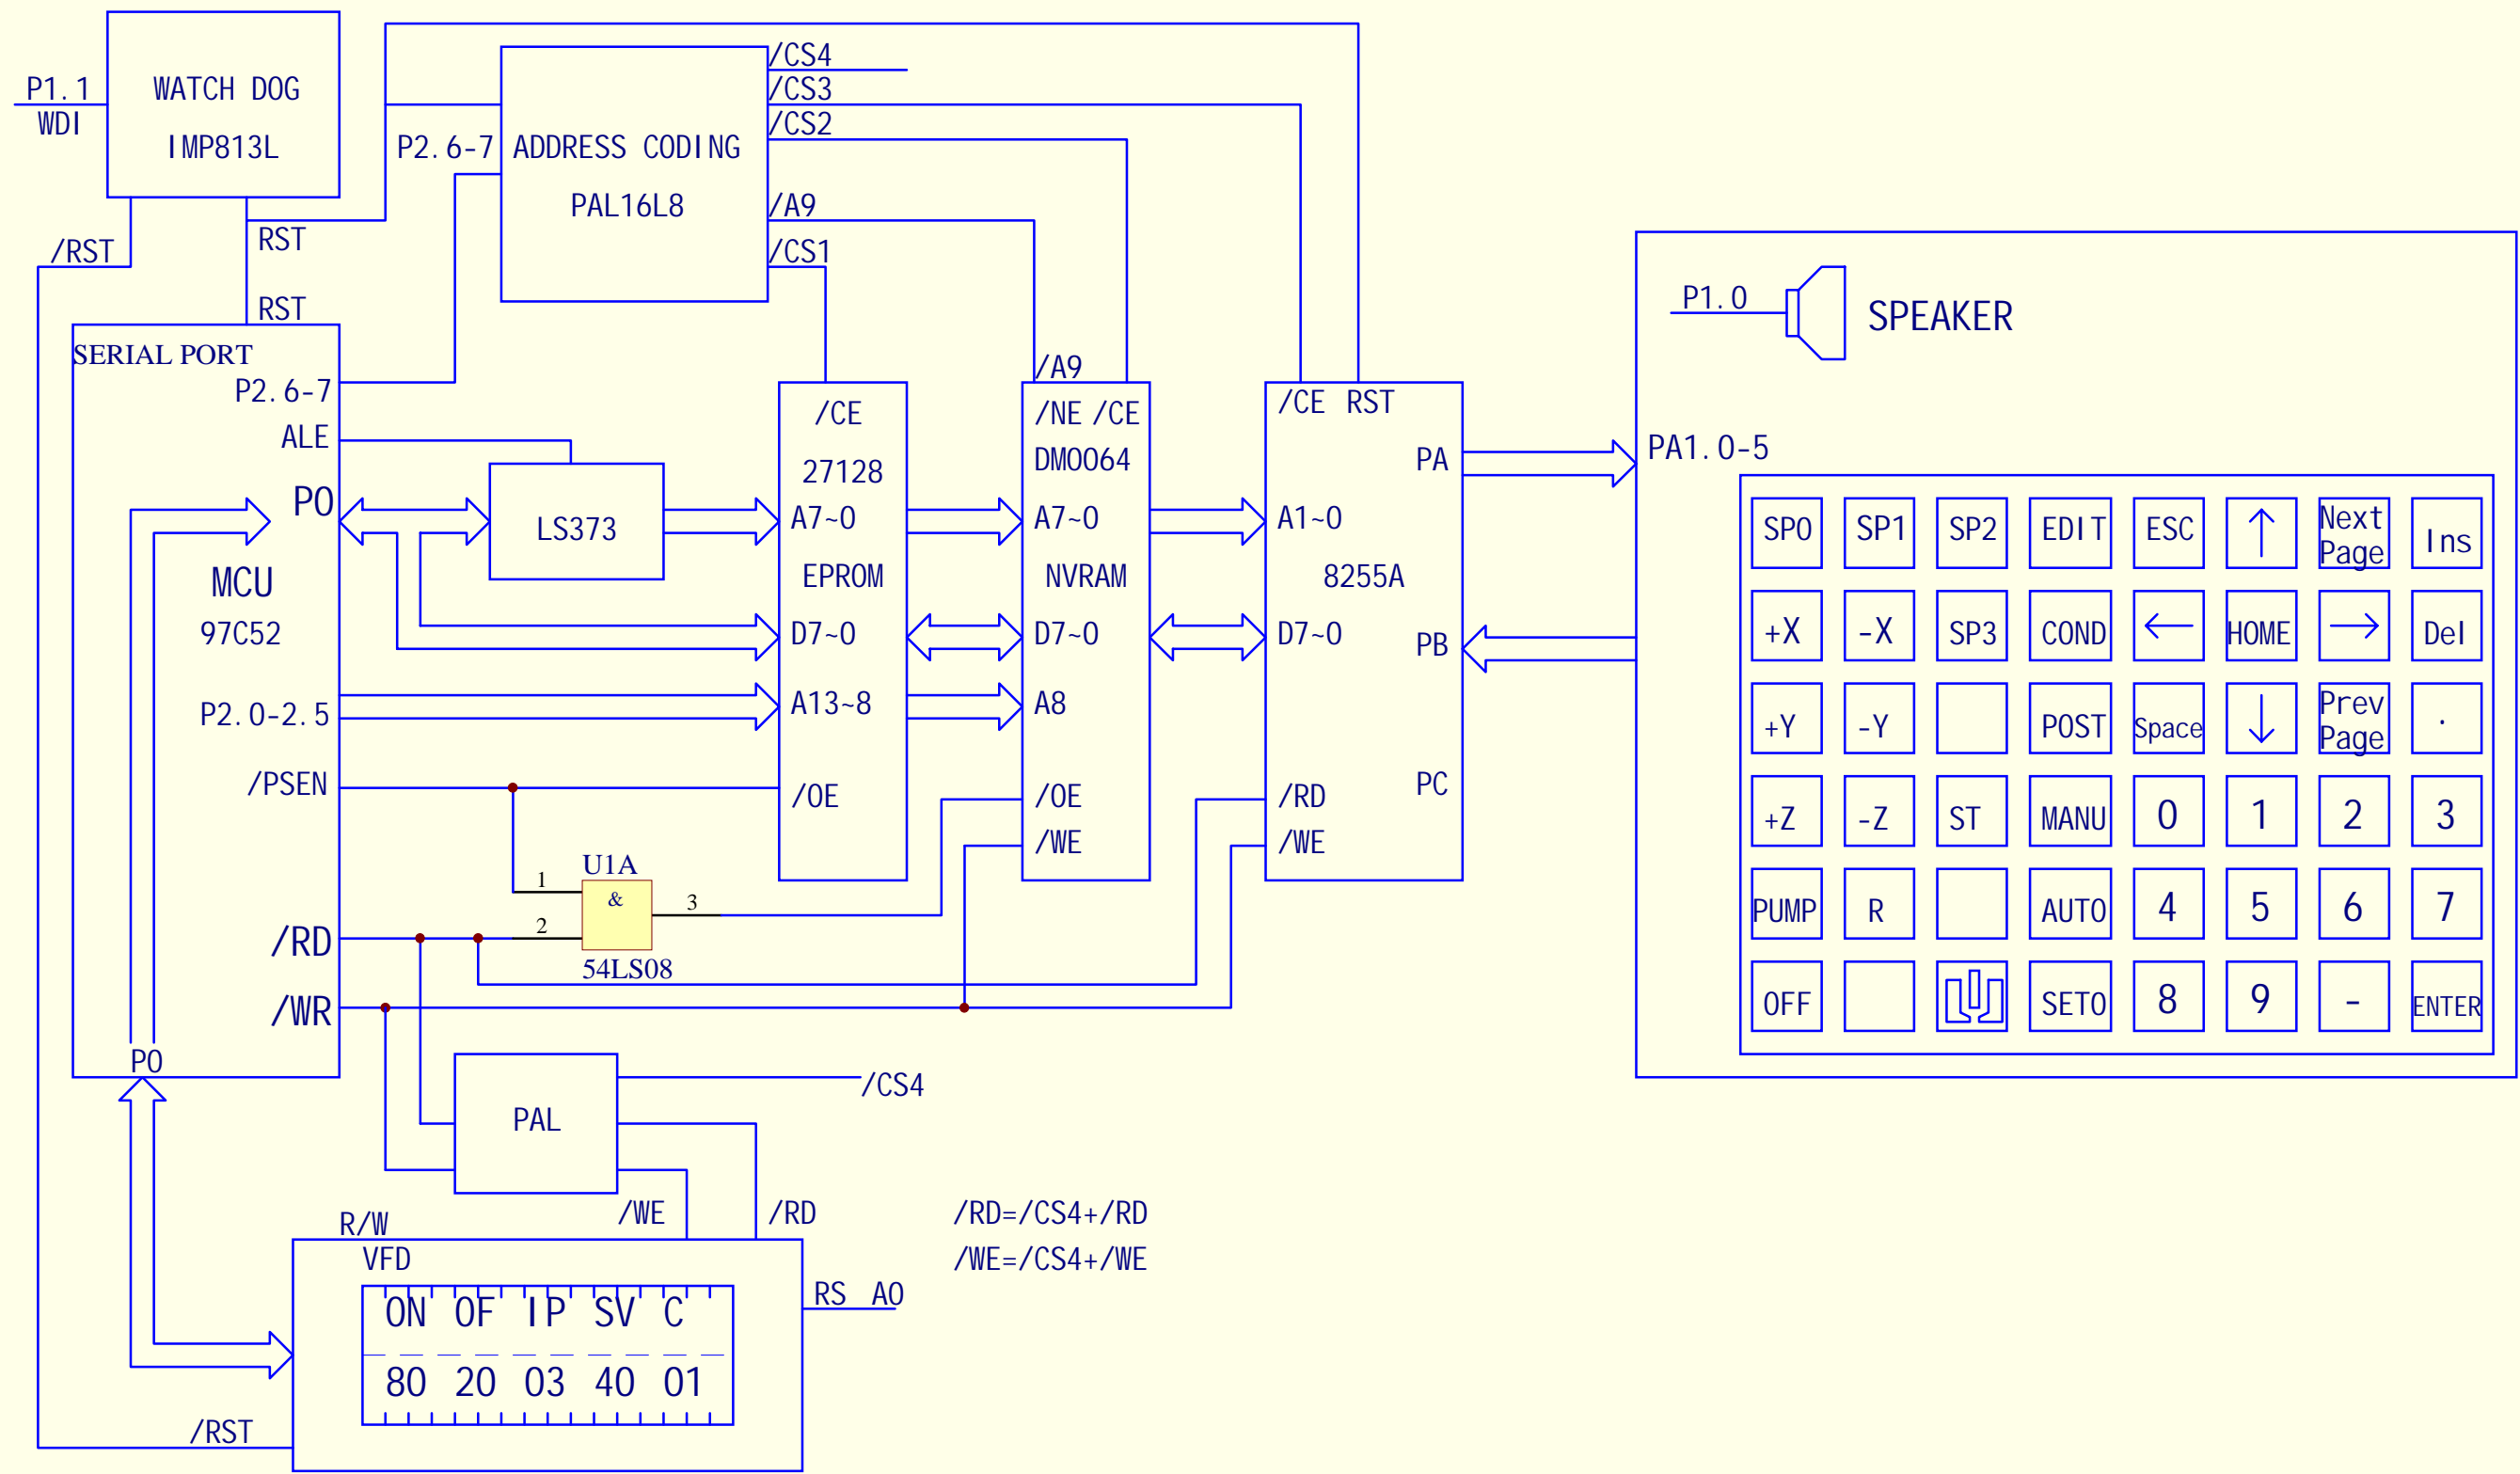 P1.1
WDI
WATCH DOG
IMP813L
/RST
RST
RST
P2.6-7
ADDRESS CODING
PAL16L8
/CS4
/CS3
/CS2
/A9
/CS1
SERIAL PORT
P2.6-7
ALE
P0
MCU
97C52
P2.0-2.5
/PSEN
/RD
/WR
P0
LS373
/CE
27128
A7~0
EPROM
D7~0
A13~8
/OE
/A9
/NE /CE
DM0064
A7~0
NVRAM
D7~0
A8
/OE
/WE
/CE RST
PA
A1~0
8255A
D7~0
PB
PC
/RD
/WE
U1A
1
&
3
2
54LS08
PAL
/CS4
/WE
/RD
/RD=/CS4+/RD
/WE=/CS4+/WE
R/W
VFD
ON OF IP SV C
80 20 03 40 01
RS A0
/RST
P1.0
SPEAKER
PA1.0-5
SP0 SP1 SP2 EDIT ESC ↑ Next Page Ins
+X -X SP3 COND ← HOME → Del
+Y -Y POST Space ↓ Prev Page .
+Z -Z ST MANU 0 1 2 3
PUMP R AUTO 4 5 6 7
OFF SETO 8 9 - ENTER